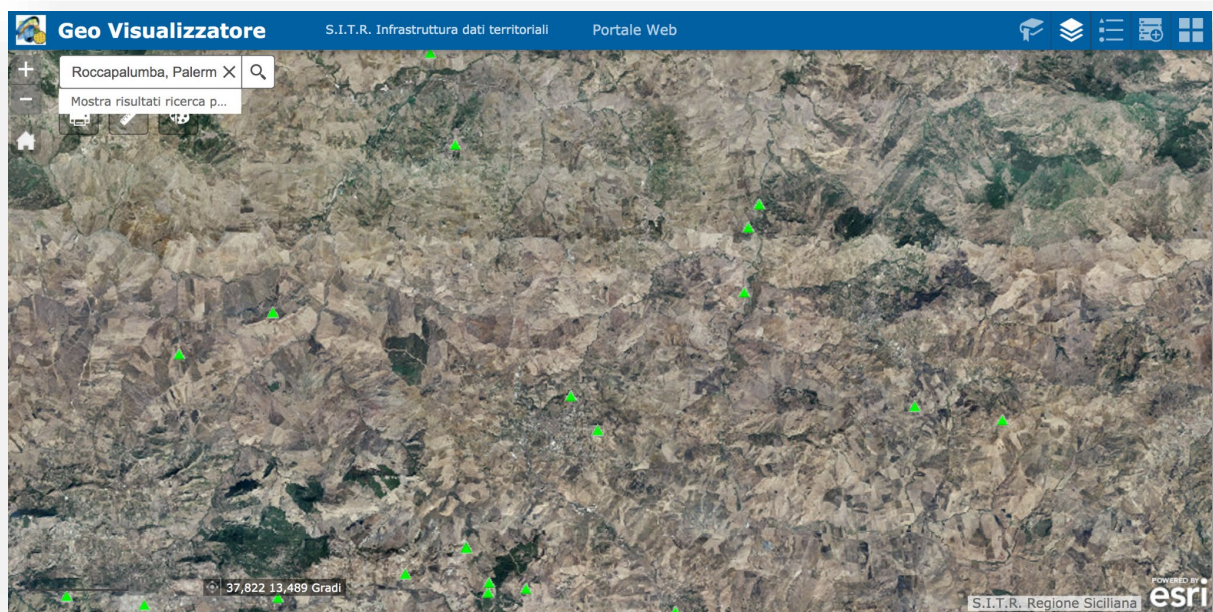 Geo Visualizzatore
S.I.T.R. Infrastruttura dati territoriali
Portale Web
Roccapalumba, Palerm
Mostra risultati ricerca p...
37,822 13,489 Gradi
S.I.T.R. Regione Siciliana
POWERED BY
esri